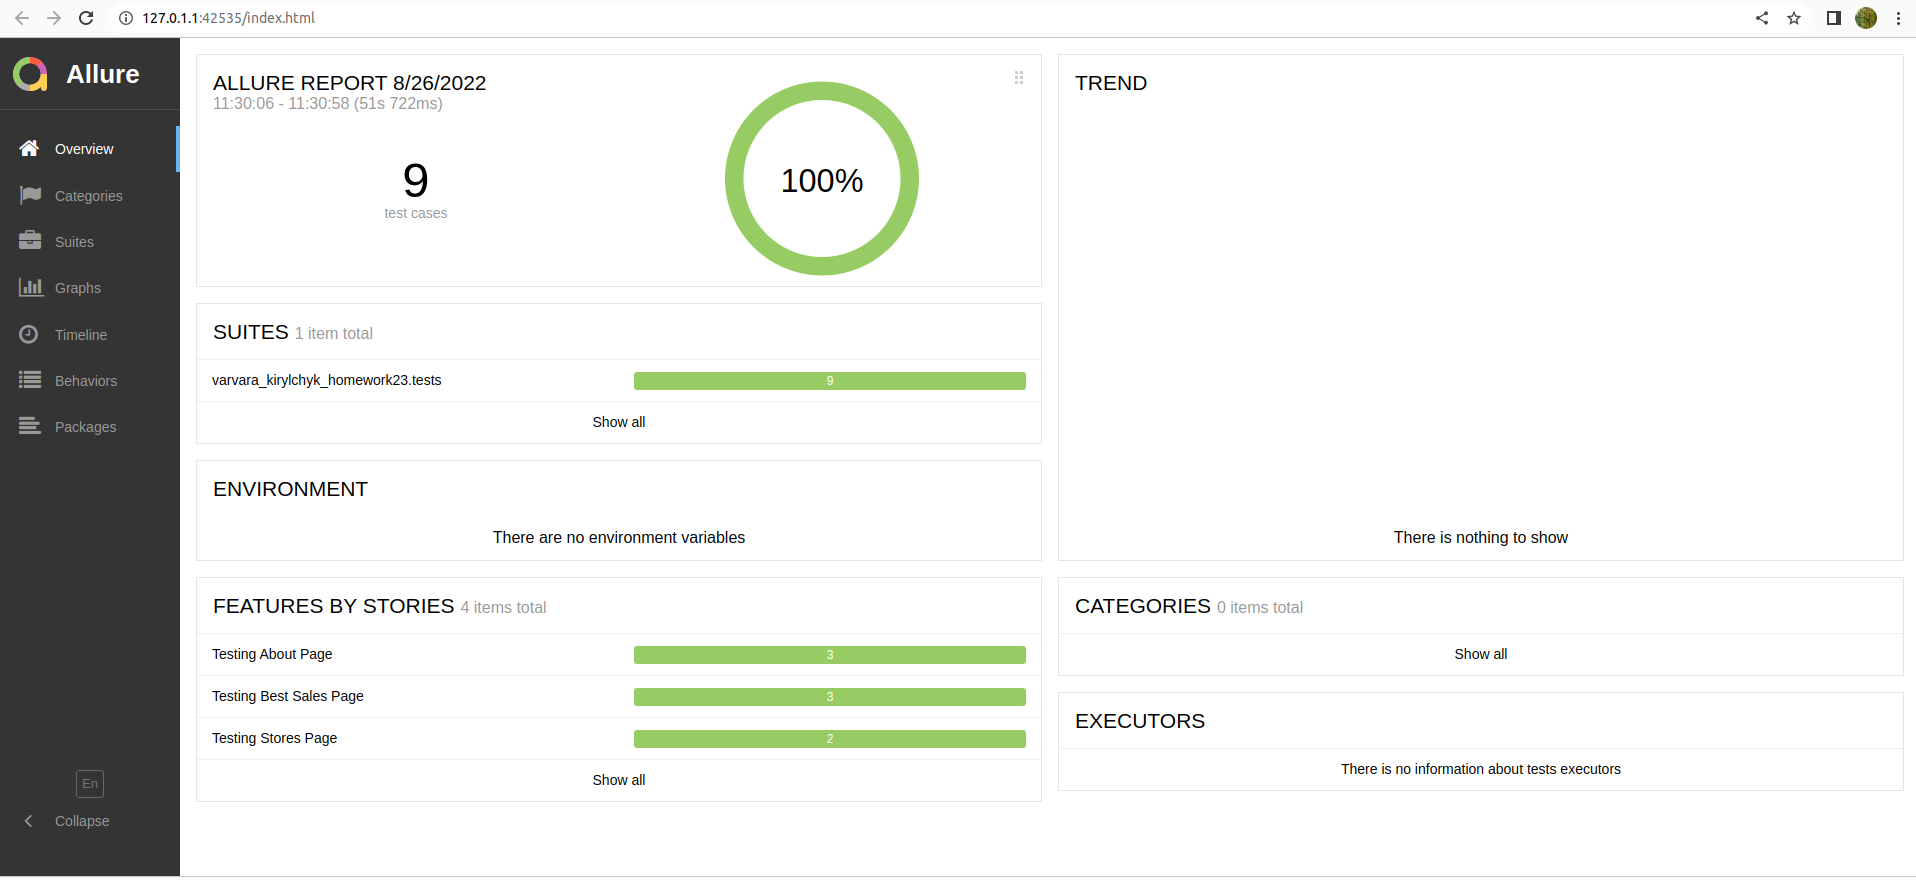 127.0.1.1:42535/index.html
Allure
Overview
Categories
Suites
Graphs
Timeline
Behaviors
Packages
En
Collapse
ALLURE REPORT 8/26/2022
11:30:06 - 11:30:58 (51s 722ms)
9
test cases
100%
SUITES 1 item total
varvara_kirylchyk_homework23.tests 9
Show all
ENVIRONMENT
There are no environment variables
FEATURES BY STORIES 4 items total
Testing About Page 3
Testing Best Sales Page 3
Testing Stores Page 2
Show all
TREND
There is nothing to show
CATEGORIES 0 items total
Show all
EXECUTORS
There is no information about tests executors